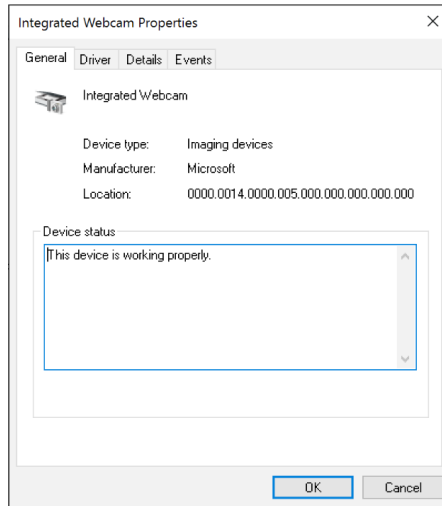 Integrated Webcam Properties
General Driver Details Events
Integrated Webcam
Device type: Imaging devices
Manufacturer: Microsoft
Location: 0000.0014.0000.005.000.000.000.000.000
Device status
This device is working properly.
OK Cancel